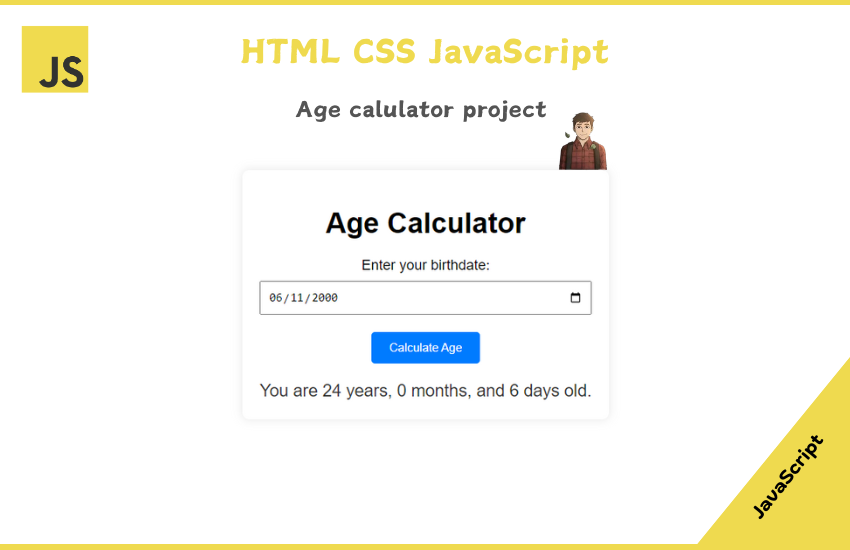 JS
HTML CSS JavaScript
Age calulator project
Age Calculator
Enter your birthdate:
06/11/2000
Calculate Age
You are 24 years, 0 months, and 6 days old.
JavaScript